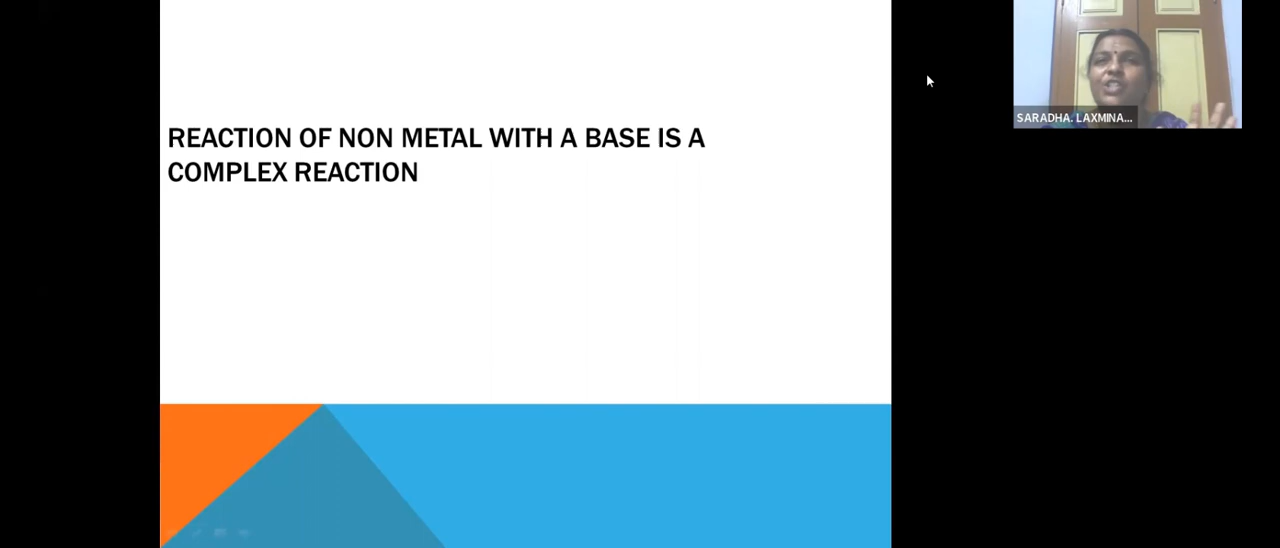 REACTION OF NON METAL WITH A BASE IS A
COMPLEX REACTION
SARADHA. LAXMINA...